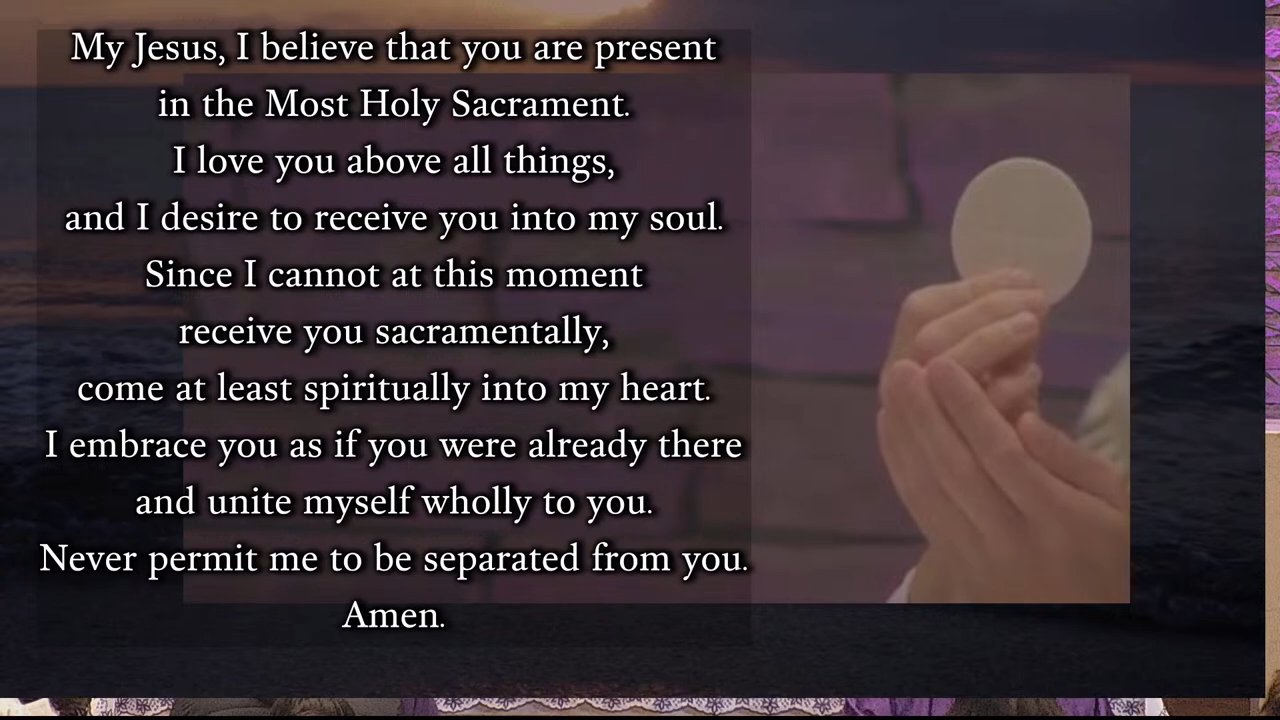 My Jesus, I believe that you are present
in the Most Holy Sacrament.
I love you above all things,
and I desire to receive you into my soul.
Since I cannot at this moment
receive you sacramentally,
come at least spiritually into my heart.
I embrace you as if you were already there
and unite myself wholly to you.
Never permit me to be separated from you.
Amen.